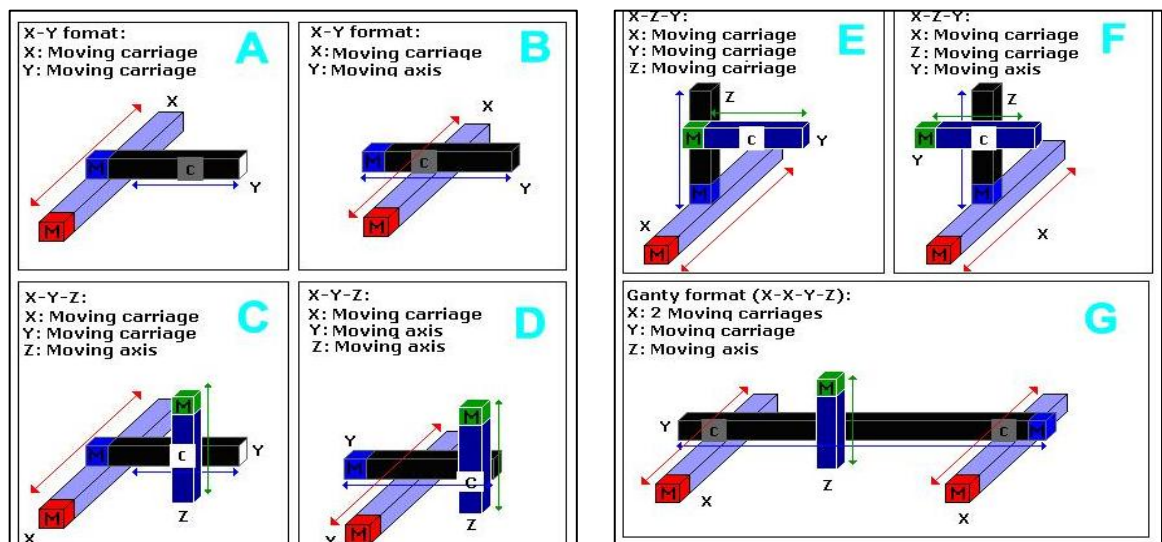 X-Y fomat:
X: Moving carriage
Y: Moving carriage
A
X
M
M
C
Y
X-Y format:
X: Moving carriage
Y: Moving axis
B
X
M
C
M
Y
X-Y-Z:
X: Moving carriage
Y: Moving carriage
Z: Moving axis
C
M
M
C
Y
M
Z
X
X-Y-Z:
X: Moving carriage
Y: Moving axis
Z: Moving axis
D
M
Y
M
C
M
Z
X-Z-Y:
X: Moving carriage
Y: Moving carriage
Z: Moving carriage
E
Z
M
C
Y
M
X
M
X-Z-Y:
X: Moving carriage
Z: Moving carriage
Y: Moving axis
F
Z
M
C
Y
M
X
M
Ganty format (X-X-Y-Z):
X: 2 Moving carriages
Y: Moving carriage
Z: Moving axis
G
M
Y
C
C
M
Z
M
X
M
X